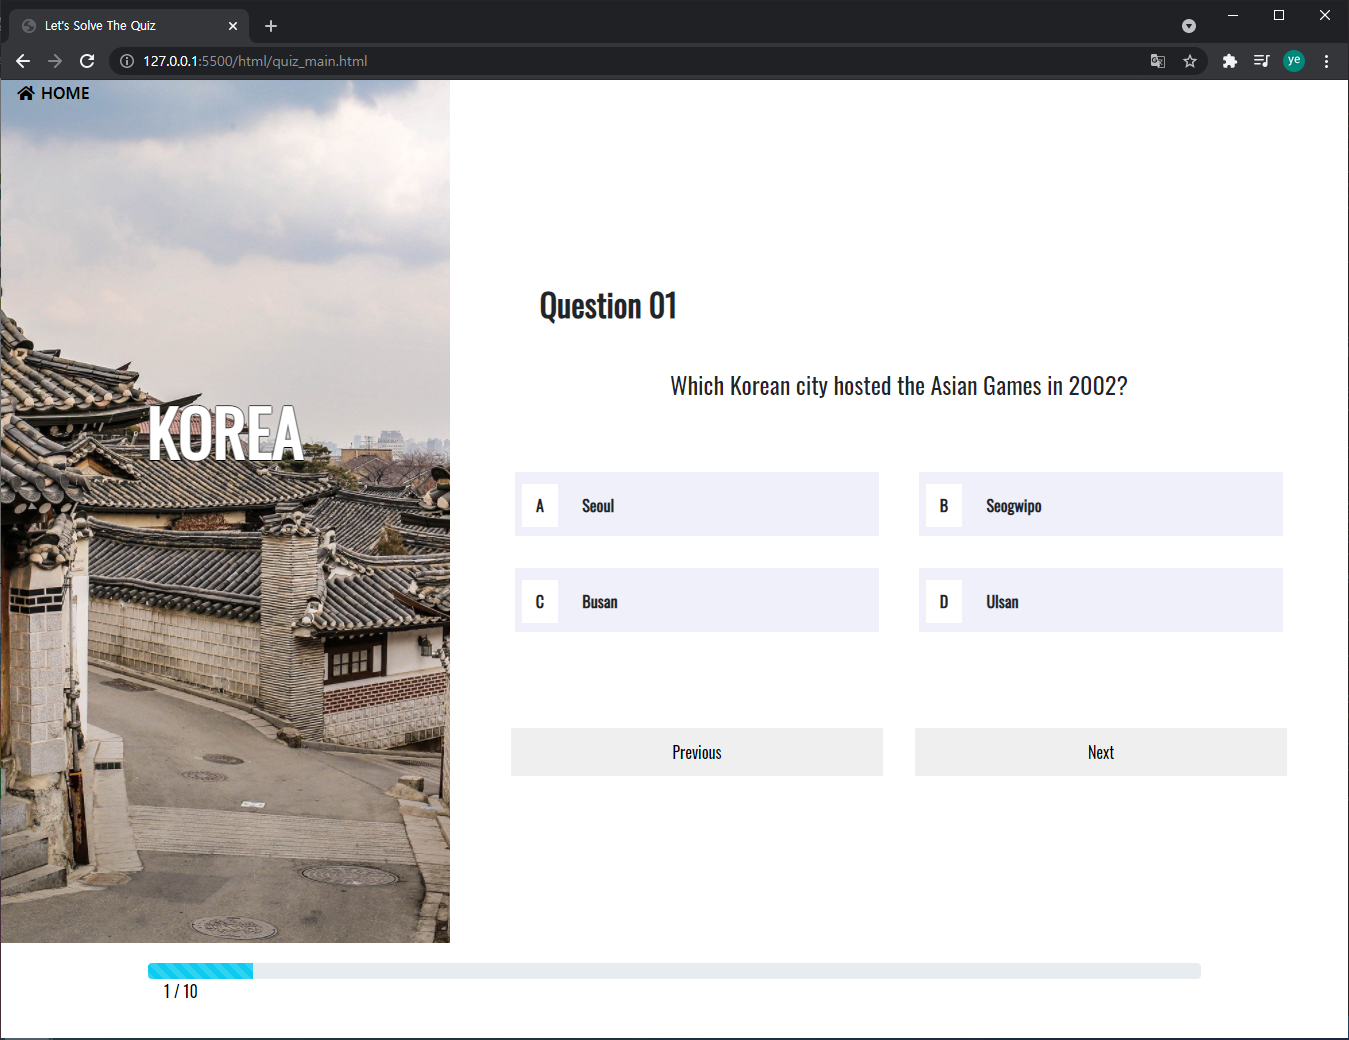 Let's Solve The Quiz
127.0.0.1:5500/html/quiz_main.html
ye
HOME
KOREA
Question 01
Which Korean city hosted the Asian Games in 2002?
A Seoul
B Seogwipo
C Busan
D Ulsan
Previous
Next
1 / 10